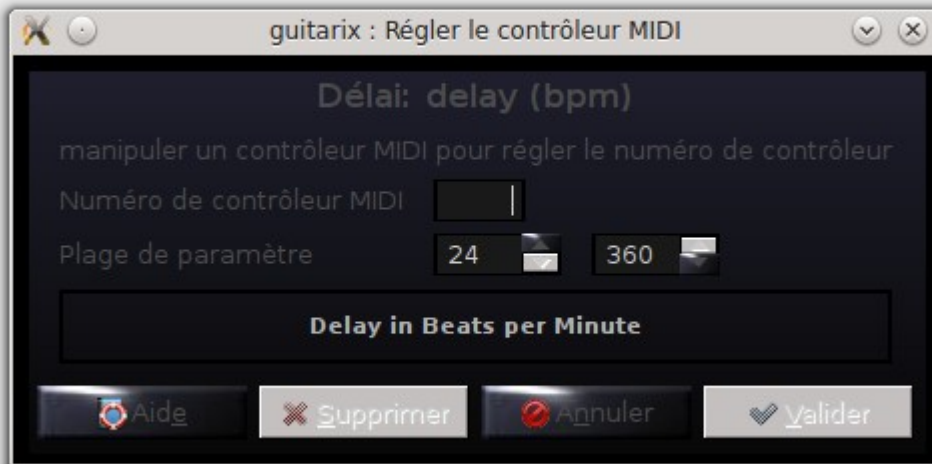 guitarix : Régler le contrôleur MIDI
Délai: delay (bpm)
manipuler un contrôleur MIDI pour régler le numéro de contrôleur
Numéro de contrôleur MIDI
Plage de paramètre 24 360
Delay in Beats per Minute
Aide Supprimer Annuler Valider